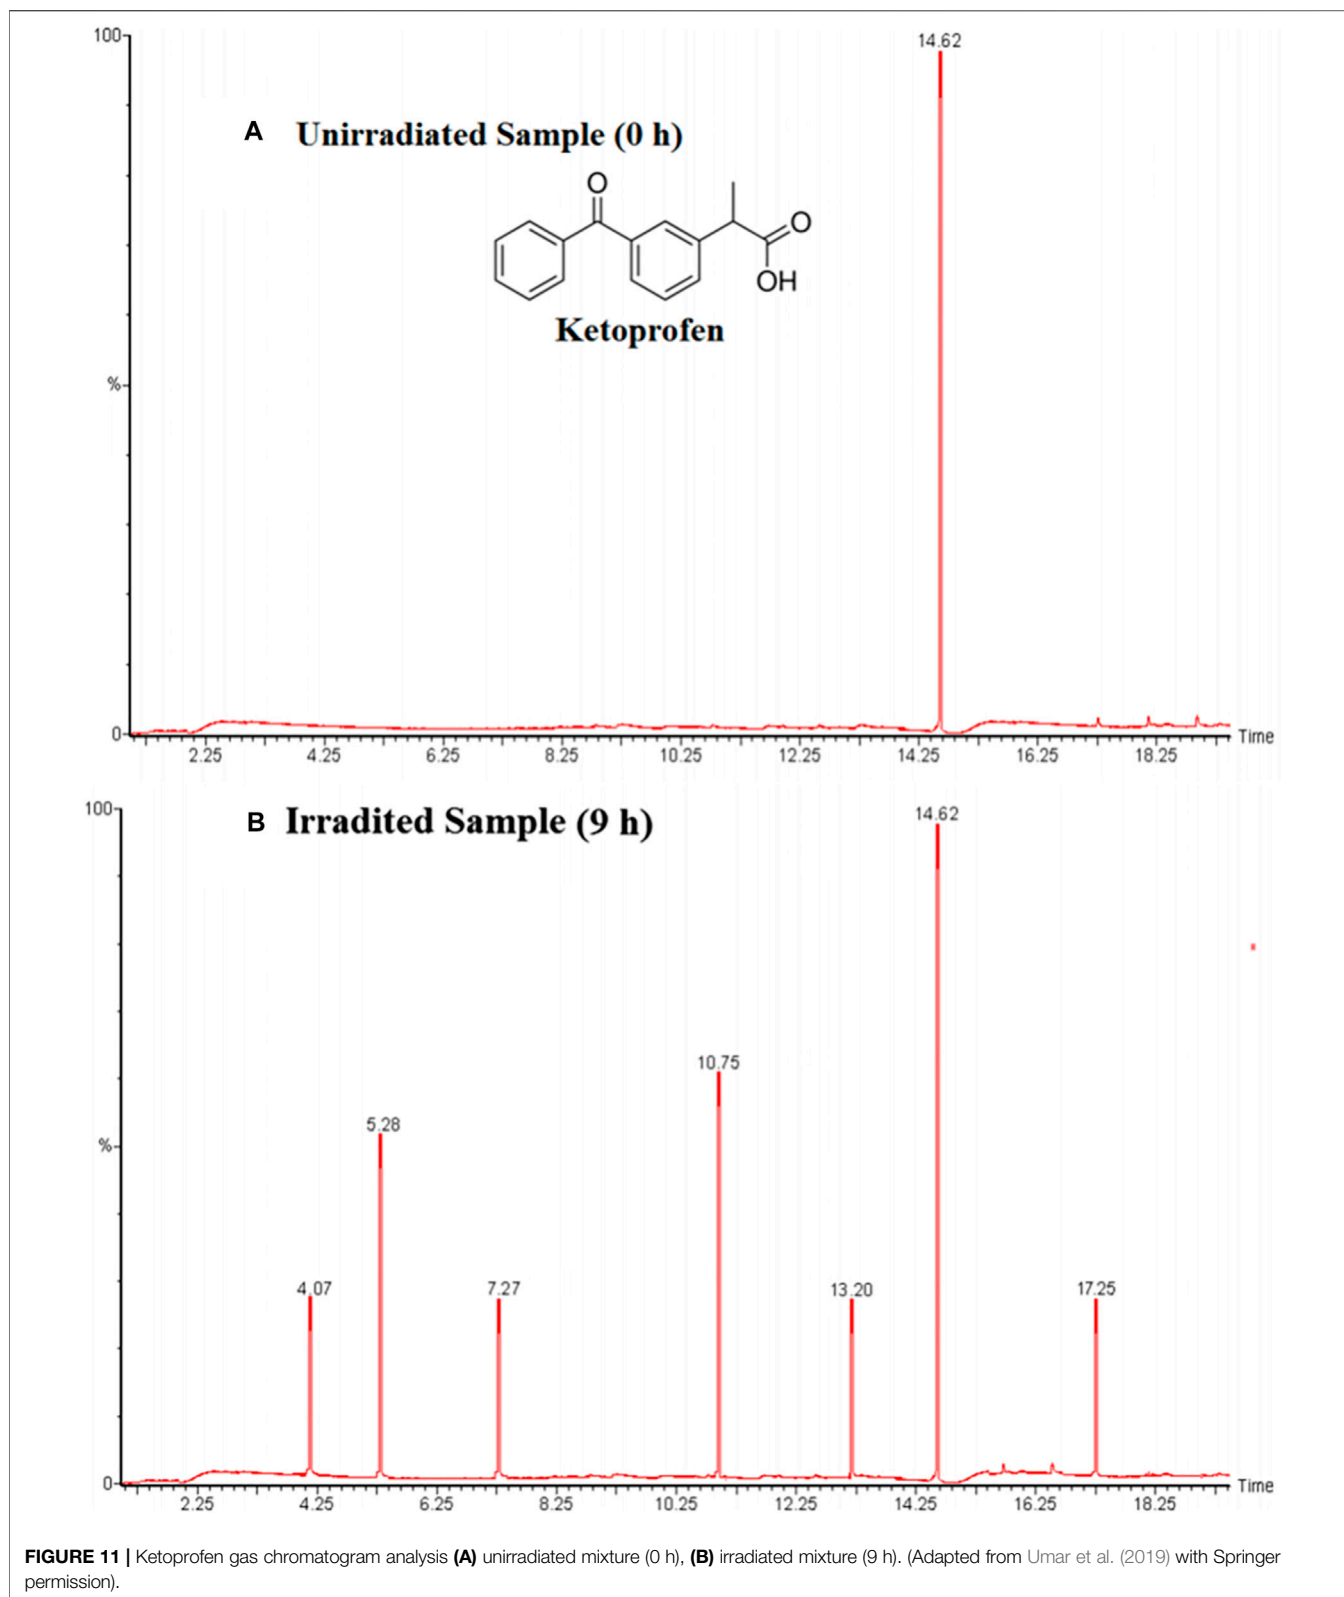 100
14.62
A Unirradiated Sample (0 h)
O
O
OH
Ketoprofen
%
0
Time
2.25 4.25 6.25 8.25 10.25 12.25 14.25 16.25 18.25
100
B Irradited Sample (9 h)
14.62
10.75
5.28
%
4.07 7.27 13.20 17.25
0
Time
2.25 4.25 6.25 8.25 10.25 12.25 14.25 16.25 18.25
FIGURE 11 | Ketoprofen gas chromatogram analysis (A) unirradiated mixture (0 h), (B) irradiated mixture (9 h). (Adapted from Umar et al. (2019) with Springer
permission).